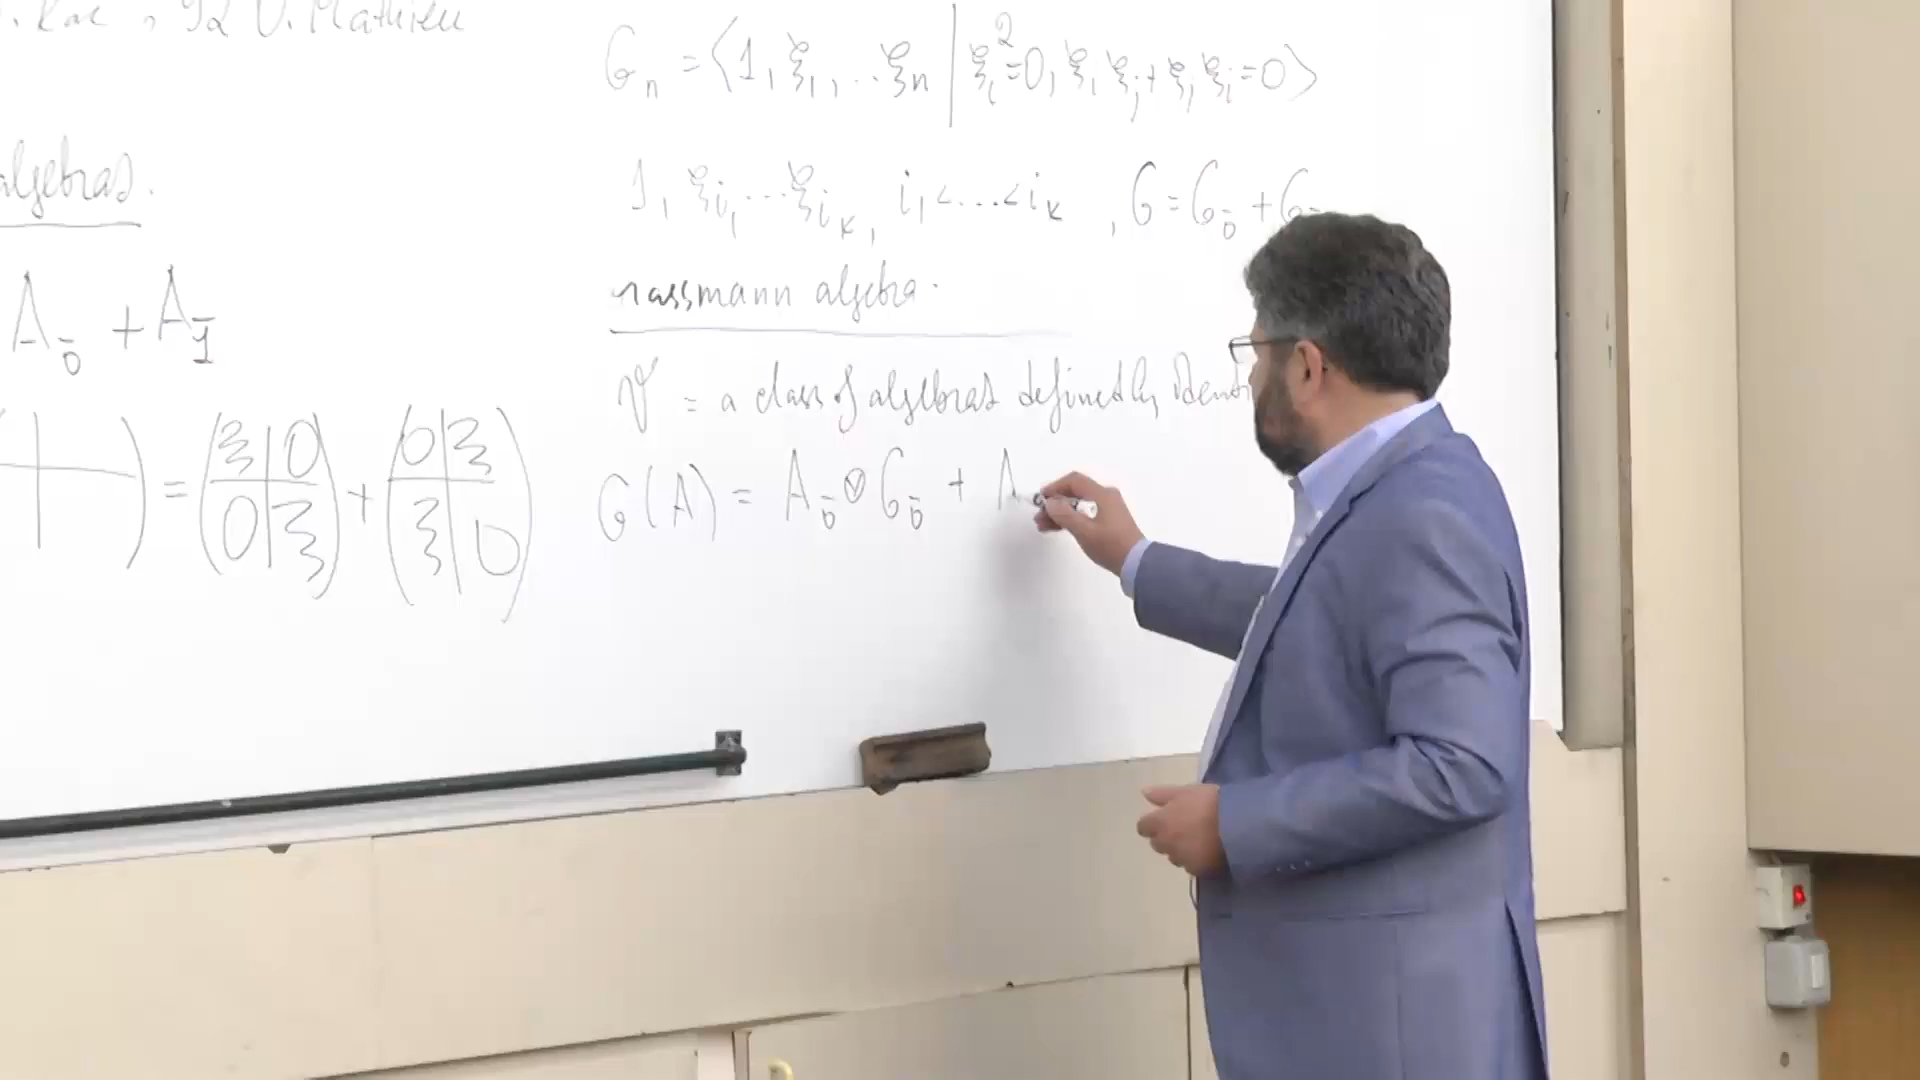 . Kac , 92 O. Mathieu
algebras.
A_0̄ + A_1̄
( | ) = (ξ|0 / 0|ξ) + (0|ξ / ξ|0)
G_n = ⟨1, ξ_1, .. ξ_n | ξ_i^2=0, ξ_i ξ_j + ξ_j ξ_i = 0⟩
1, ξ_{i_1} ... ξ_{i_k}, i_1 < .... < i_k , G = G_0̄ + G
rassmann algebra.
𝒱 = a class of algebras defined by identi
G(A) = A_0̄ ⊗ G_0̄ + A